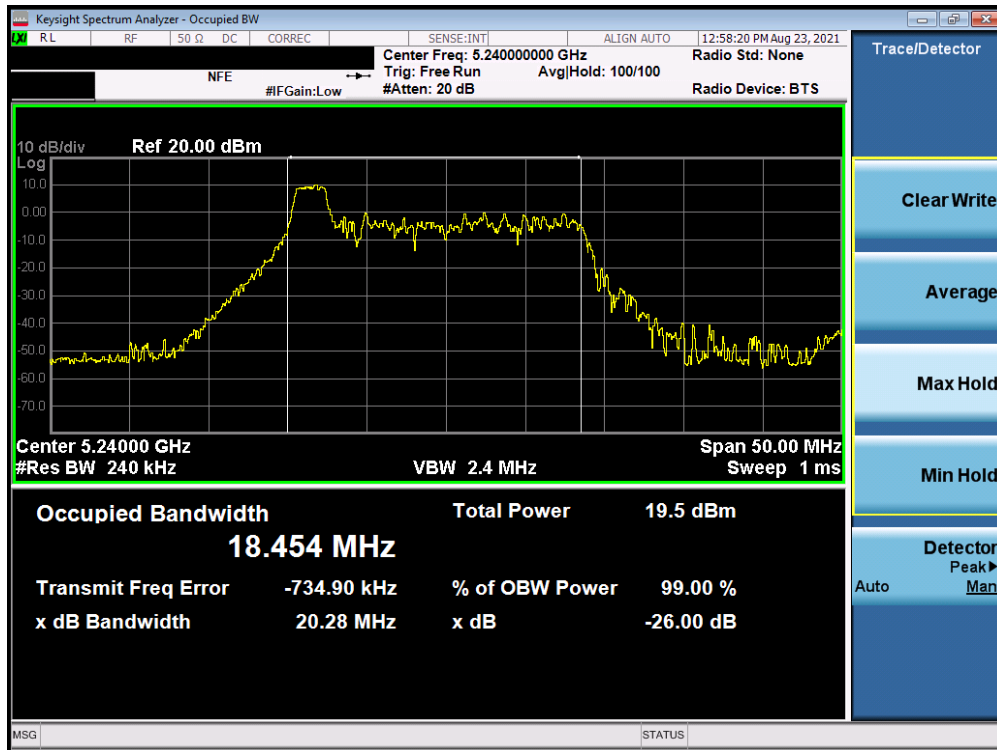 Keysight Spectrum Analyzer - Occupied BW
LXI RL RF 50 Ω DC CORREC SENSE:INT ALIGN AUTO 12:58:20 PM Aug 23, 2021
Center Freq: 5.240000000 GHz Radio Std: None
NFE Trig: Free Run Avg|Hold: 100/100
#IFGain:Low #Atten: 20 dB Radio Device: BTS
10 dB/div Ref 20.00 dBm
Log
10.0
0.00
-10.0
-20.0
-30.0
-40.0
-50.0
-60.0
-70.0
Center 5.24000 GHz Span 50.00 MHz
#Res BW 240 kHz VBW 2.4 MHz Sweep 1 ms
Occupied Bandwidth Total Power 19.5 dBm
18.454 MHz
Transmit Freq Error -734.90 kHz % of OBW Power 99.00 %
x dB Bandwidth 20.28 MHz x dB -26.00 dB
MSG STATUS
Trace/Detector
Clear Write
Average
Max Hold
Min Hold
Detector
Peak▶
Auto Man